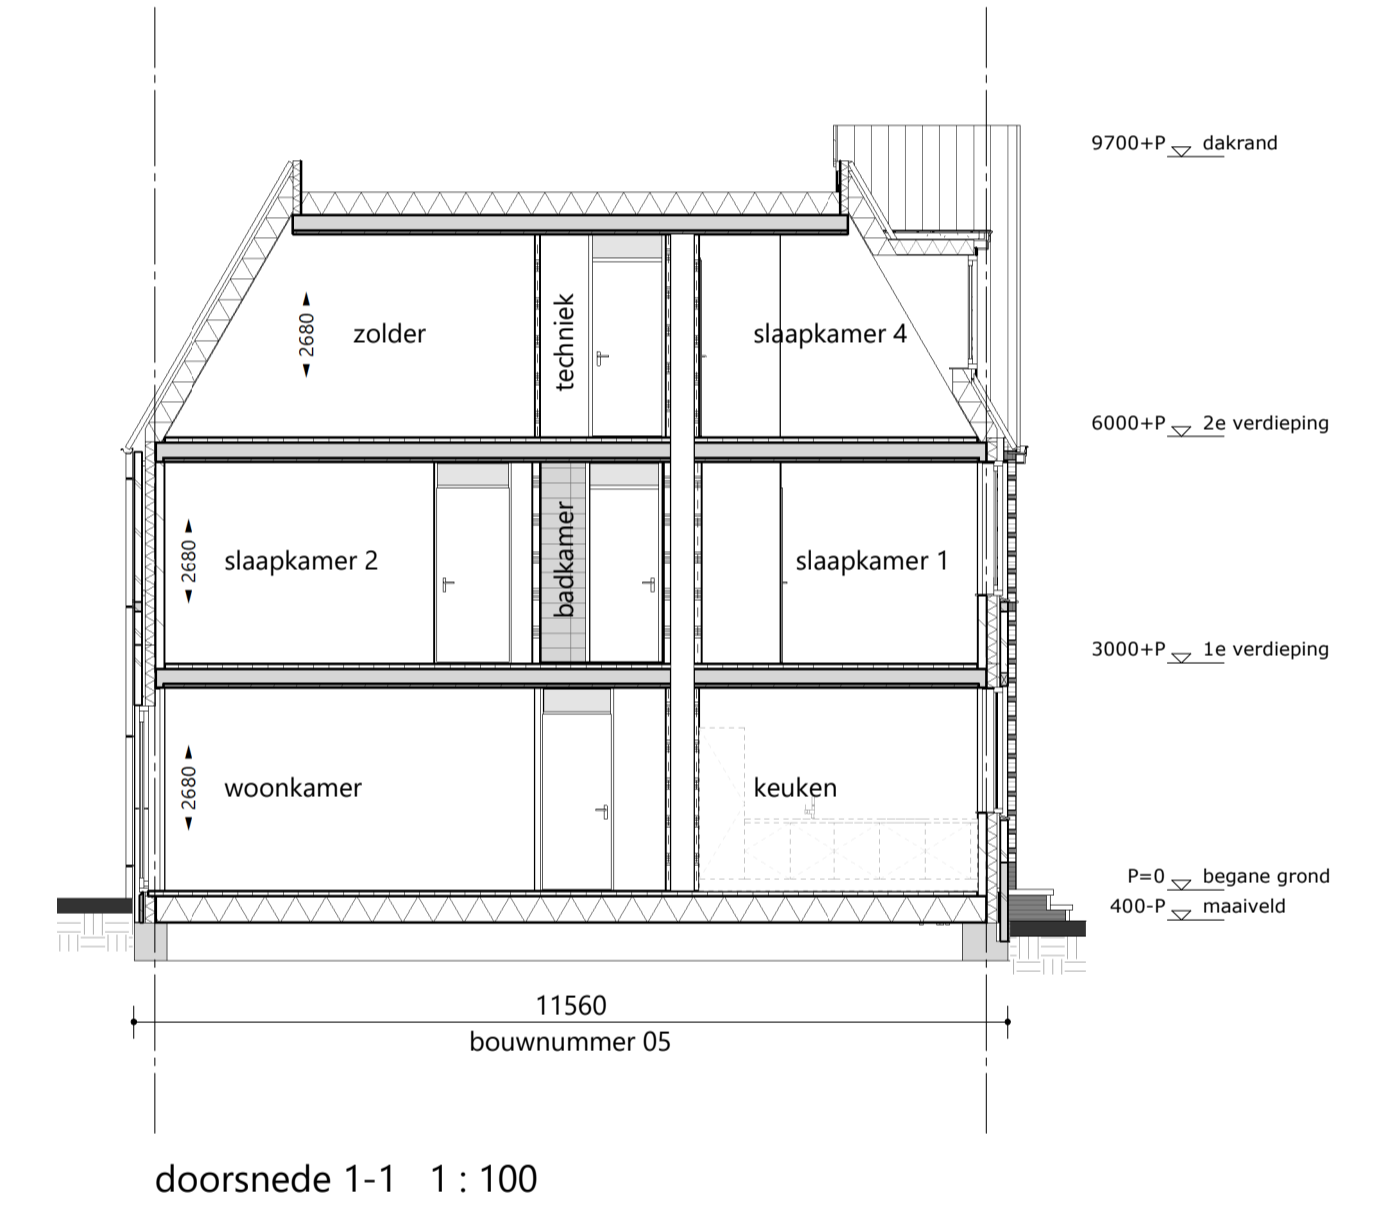 9700+P dakrand
2680 zolder techniek slaapkamer 4
6000+P 2e verdieping
2680 slaapkamer 2 badkamer slaapkamer 1
3000+P 1e verdieping
2680 woonkamer keuken
P=0 begane grond
400-P maaiveld
11560
bouwnummer 05
doorsnede 1-1 1 : 100